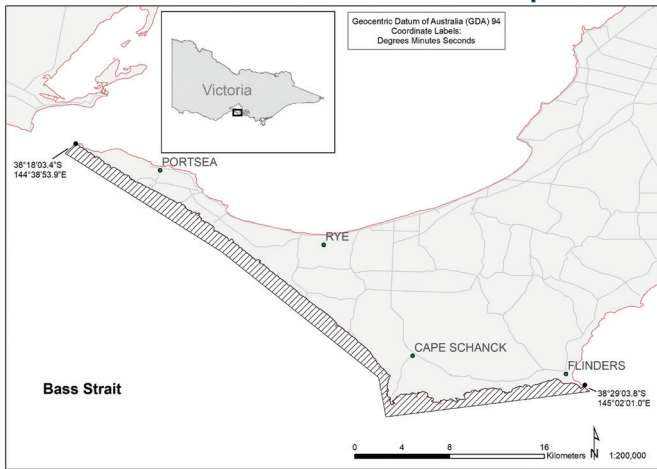 Geocentric Datum of Australia (GDA) 94
Coordinate Labels:
Degrees Minutes Seconds
Victoria
38°18'03.4"S
144°38'53.9"E
PORTSEA
RYE
CAPE SCHANCK
FLINDERS
Bass Strait
38°29'03.8"S
145°02'01.0"E
0 4 8 16
Kilometers
N
1:200,000